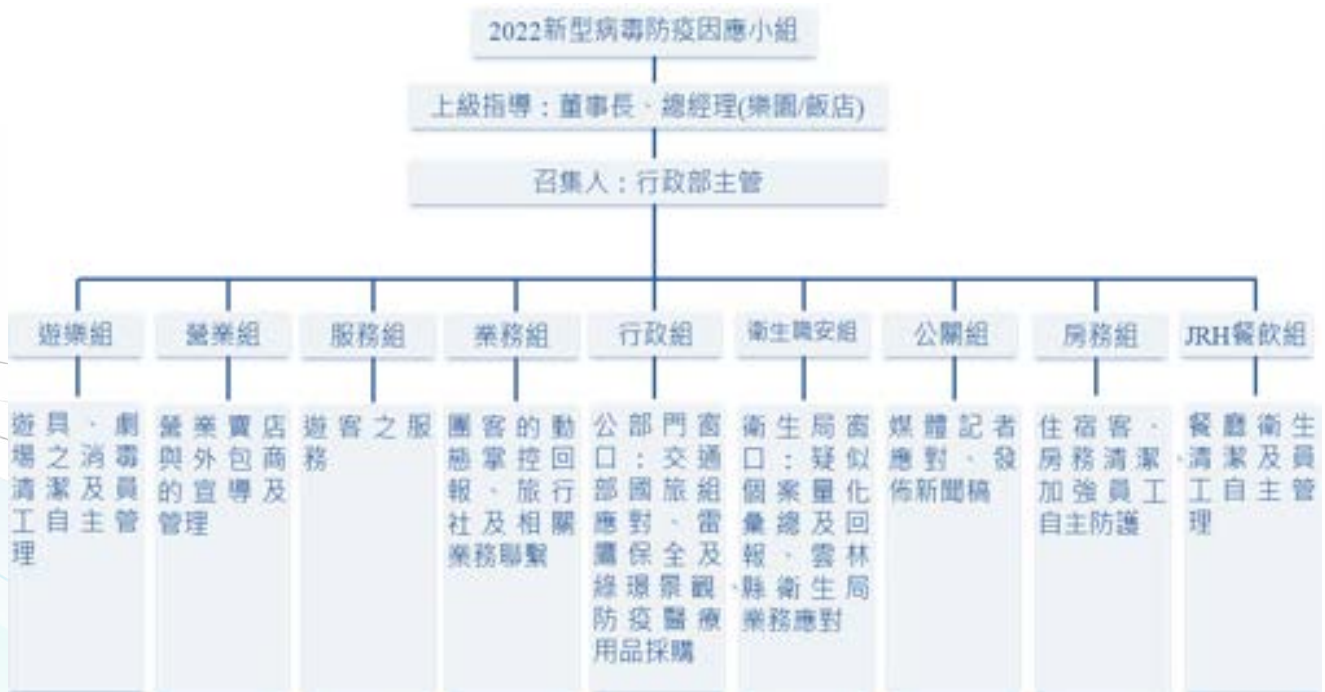 2022新型病毒防疫因應小組
上級指導：董事長、總經理(樂園/飯店)
召集人：行政部主管
遊樂組
營業組
服務組
業務組
行政組
衛生職安組
公關組
房務組
JRH餐飲組
遊具、劇
場之消毒
清潔及員
工自主管
理
營業賣店
與外包商
的宣導及
管理
遊客之服
務
團客的動
態掌控回
報、旅行
社及相關
業務聯繫
公部門窗
口：交通
部國旅組
應對、雷
鷹保全及
綠環景觀、
防疫醫療
用品採購
衛生局窗
口：疑似
個案量化
彙總及回
報、雲林
縣衛生局
業務應對
媒體記者
應對、發
佈新聞稿
住宿客、
房務清潔、
加強員工
自主防護
餐廳衛生
清潔及員
工自主管
理